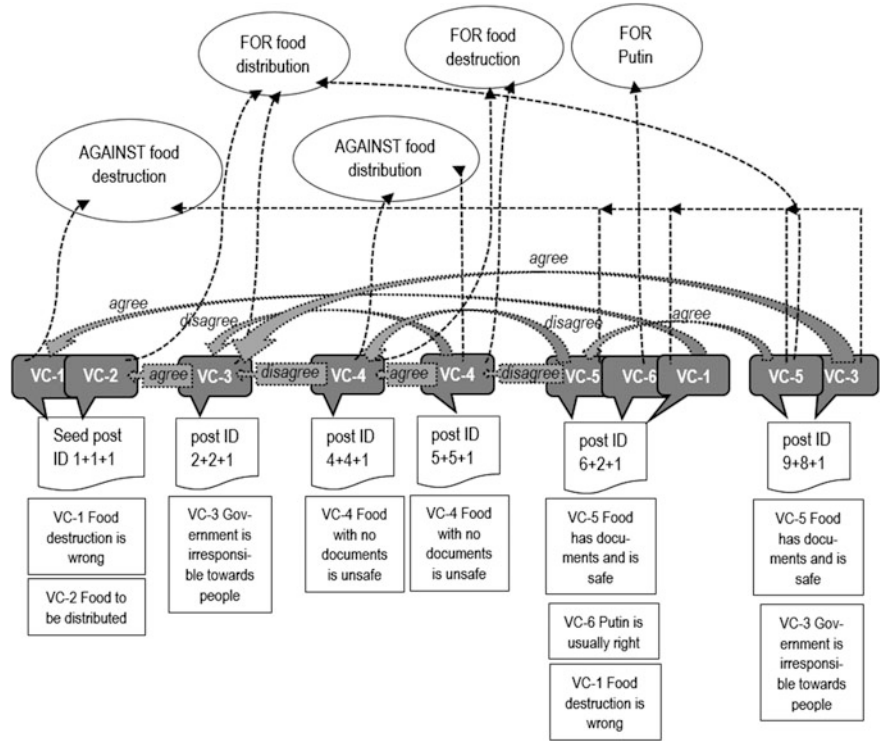 FOR food
distribution
FOR food
destruction
FOR
Putin
AGAINST food
destruction
AGAINST food
distribution
agree
agree
disagree
disagree
agree
VC-1
VC-2
agree
VC-3
disagree
VC-4
agree
VC-4
disagree
VC-5
VC-6
VC-1
VC-5
VC-3
Seed post
ID 1+1+1
post ID
2+2+1
post ID
4+4+1
post ID
5+5+1
post ID
6+2+1
post ID
9+8+1
VC-1 Food
destruction is
wrong
VC-2 Food to
be distributed
VC-3 Gov-
ernment is
irresponsi-
ble towards
people
VC-4 Food
with no
documents
is unsafe
VC-4 Food
with no
documents
is unsafe
VC-5 Food
has docu-
ments and is
safe
VC-6 Putin is
usually right
VC-1 Food
destruction is
wrong
VC-5 Food
has docu-
ments and is
safe
VC-3 Gov-
ernment is
irresponsi-
ble towards
people